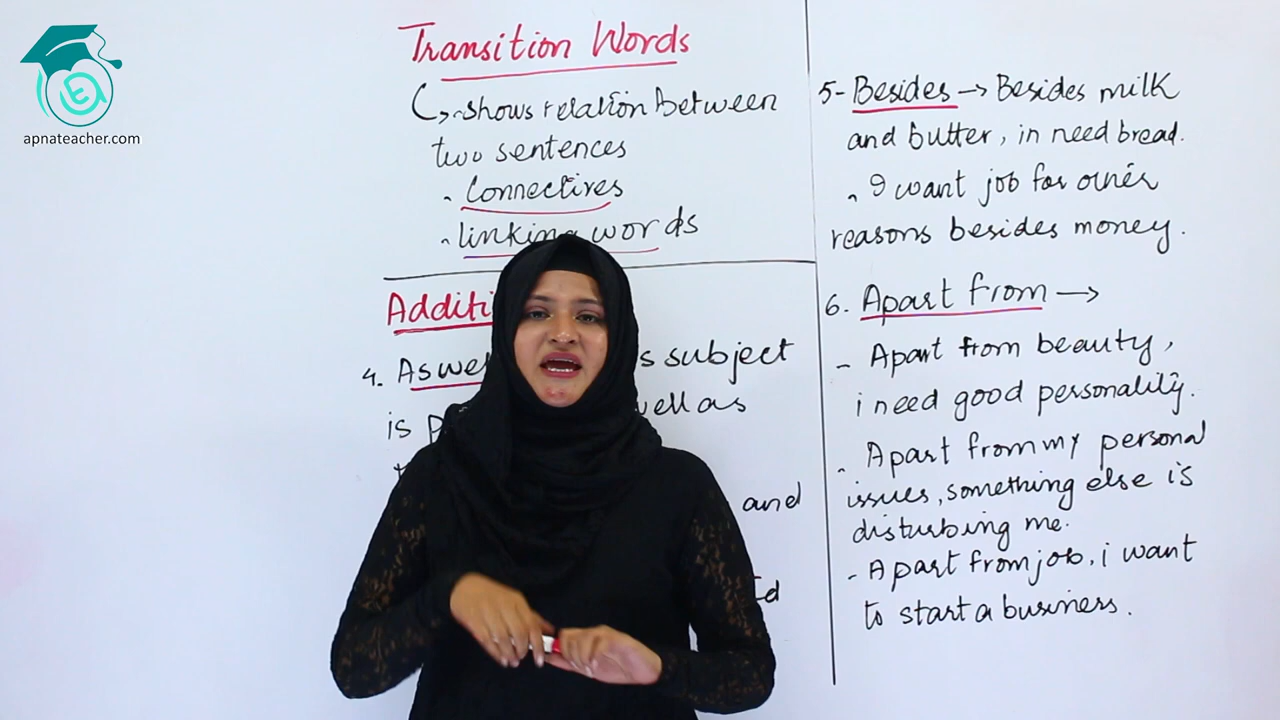 apnateacher.com
Transition Words
shows relation between
two sentences
Connectives
linking words
Additi
4. As wel s subject
is p well as
and
5- Besides → Besides milk
and butter, in need bread.
I want job for other
reasons besides money.
6. Apart from →
- Apart from beauty,
i need good personality.
Apart from my personal
issues, something else is
disturbing me.
- Apart from job, i want
to start a business.